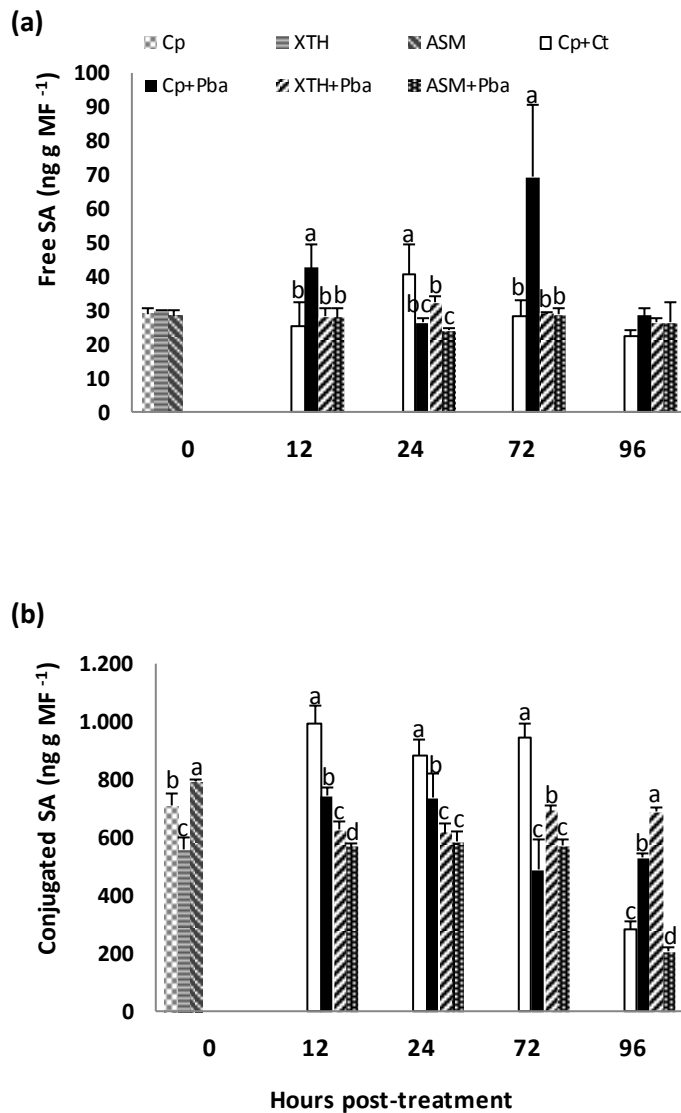 (a)
Cp XTH ASM Cp+Ct
Cp+Pba XTH+Pba ASM+Pba
Free SA (ng g MF -1)
100
90
80
70
60
50
40
30
20
10
0
b a b b
a bc b c
b a b b
0 12 24 72 96
(b)
Conjugated SA (ng g MF -1)
1.200
1.000
800
600
400
200
0
b c a
a b c d
a b c c
a c b c
c b a d
0 12 24 72 96
Hours post-treatment